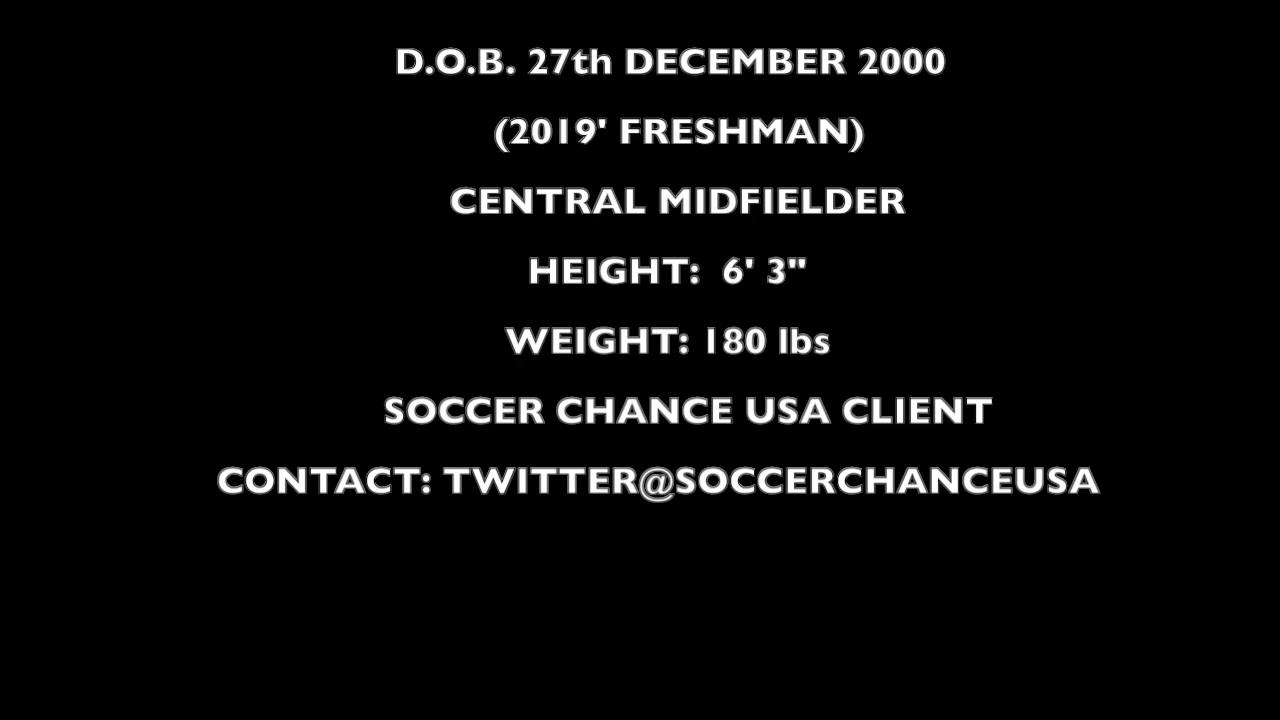 D.O.B. 27th DECEMBER 2000
(2019' FRESHMAN)
CENTRAL MIDFIELDER
HEIGHT:  6' 3"
WEIGHT: 180 lbs
SOCCER CHANCE USA CLIENT
CONTACT: TWITTER@SOCCERCHANCEUSA